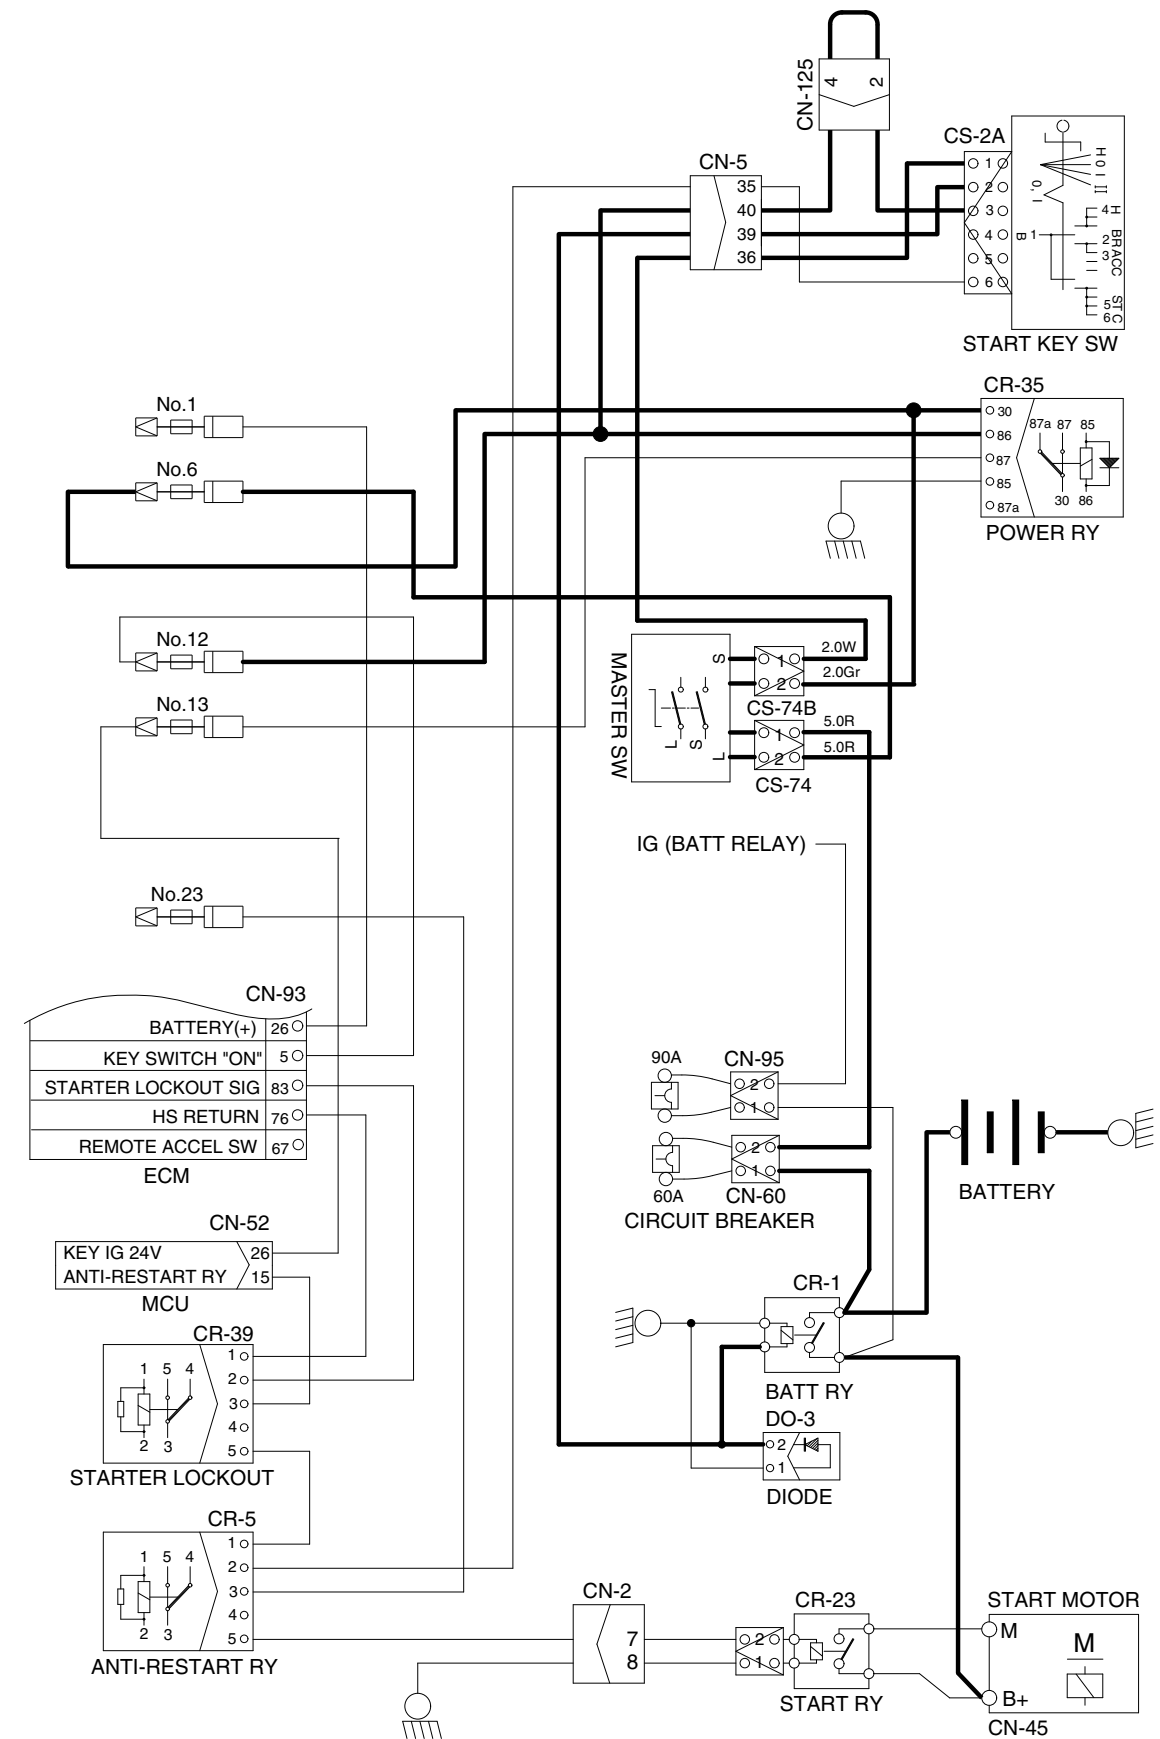 CN-125
4 2
CS-2A
CN-5
35
40
39
36
1
2
3
4
5
6
H 0 I II
0, I
B 1
4 H
B
2 BR
3 ACC
5 ST
6 C
START KEY SW
CR-35
30
86
87
85
87a
87a 87 85
30 86
POWER RY
No.1
No.6
No.12
No.13
No.23
MASTER SW
S
L
L S
1
2
2.0W
2.0Gr
CS-74B
1
2
5.0R
5.0R
CS-74
IG (BATT RELAY)
CN-93
BATTERY(+) 26
KEY SWITCH "ON" 5
STARTER LOCKOUT SIG 83
HS RETURN 76
REMOTE ACCEL SW 67
ECM
90A
CN-95
2
1
2
1
60A
CN-60
CIRCUIT BREAKER
BATTERY
CN-52
KEY IG 24V 26
ANTI-RESTART RY 15
MCU
CR-1
BATT RY
DO-3
2
1
DIODE
CR-39
1
2
3
4
5
1 5 4
2 3
STARTER LOCKOUT
CR-5
1
2
3
4
5
1 5 4
2 3
ANTI-RESTART RY
CN-2
7
8
2
1
CR-23
START RY
START MOTOR
M
M
B+
CN-45